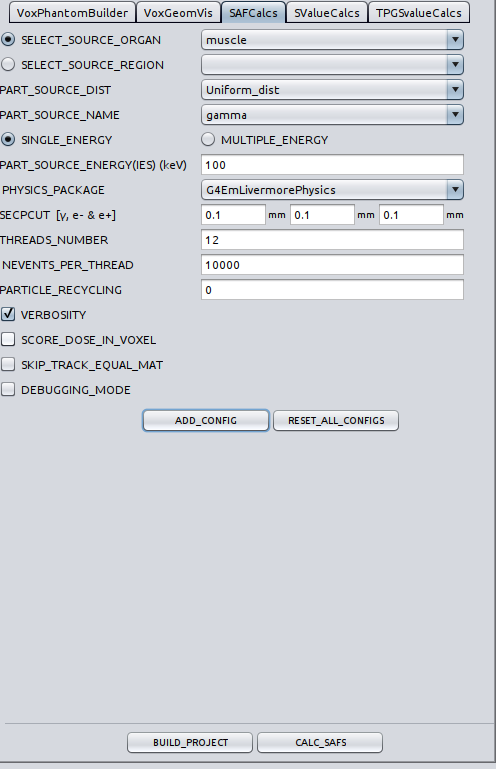 VoxPhantomBuilder VoxGeomVis SAFCalcs SValueCalcs TPGSvalueCalcs
SELECT_SOURCE_ORGAN muscle
SELECT_SOURCE_REGION
PART_SOURCE_DIST Uniform_dist
PART_SOURCE_NAME gamma
SINGLE_ENERGY MULTIPLE_ENERGY
PART_SOURCE_ENERGY(IES) (keV) 100
PHYSICS_PACKAGE G4EmLivermorePhysics
SECPCUT [γ, e- & e+] 0.1 mm 0.1 mm 0.1 mm
THREADS_NUMBER 12
NEVENTS_PER_THREAD 10000
PARTICLE_RECYCLING 0
VERBOSIITY
SCORE_DOSE_IN_VOXEL
SKIP_TRACK_EQUAL_MAT
DEBUGGING_MODE
ADD_CONFIG RESET_ALL_CONFIGS
BUILD_PROJECT CALC_SAFS